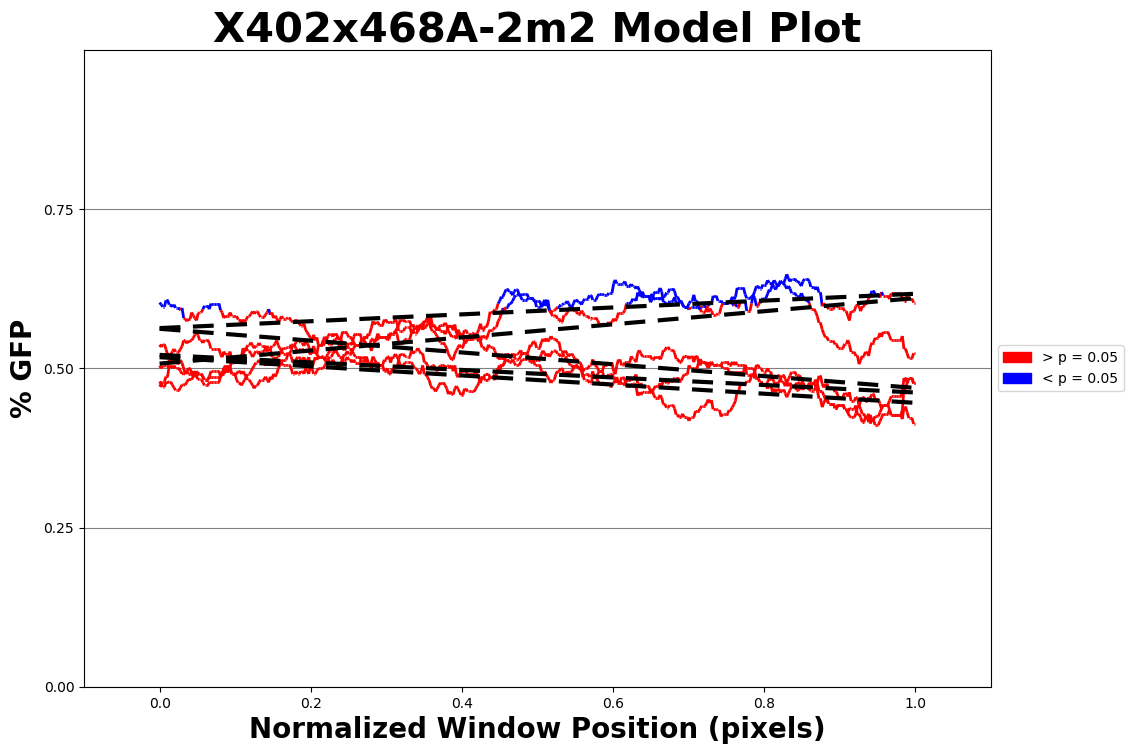 X402x468A-2m2 Model Plot
% GFP
0.75
0.50
0.25
0.00
0.0 0.2 0.4 0.6 0.8 1.0
Normalized Window Position (pixels)
> p = 0.05
< p = 0.05